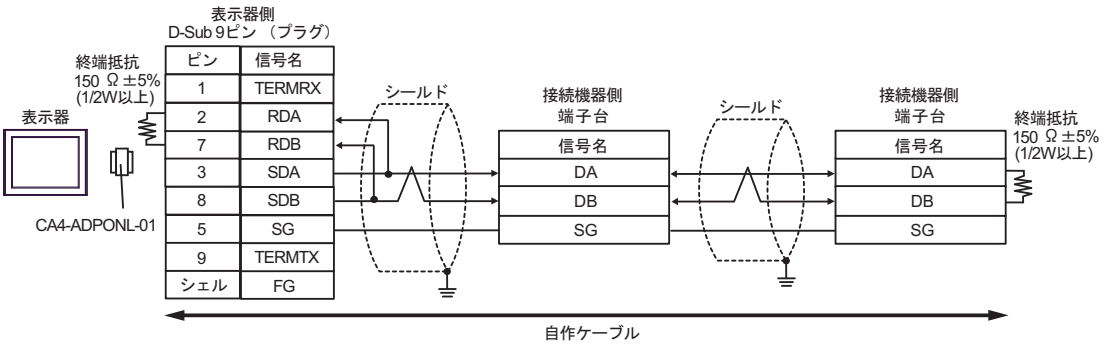 表示器側
D-Sub 9ピン （プラグ）
終端抵抗
150 Ω ±5%
(1/2W以上)
表示器
CA4-ADPONL-01
ピン 信号名
1 TERMRX
2 RDA
7 RDB
3 SDA
8 SDB
5 SG
9 TERMTX
シェル FG
シールド
接続機器側
端子台
信号名
DA
DB
SG
シールド
接続機器側
端子台
信号名
DA
DB
SG
終端抵抗
150 Ω ±5%
(1/2W以上)
自作ケーブル